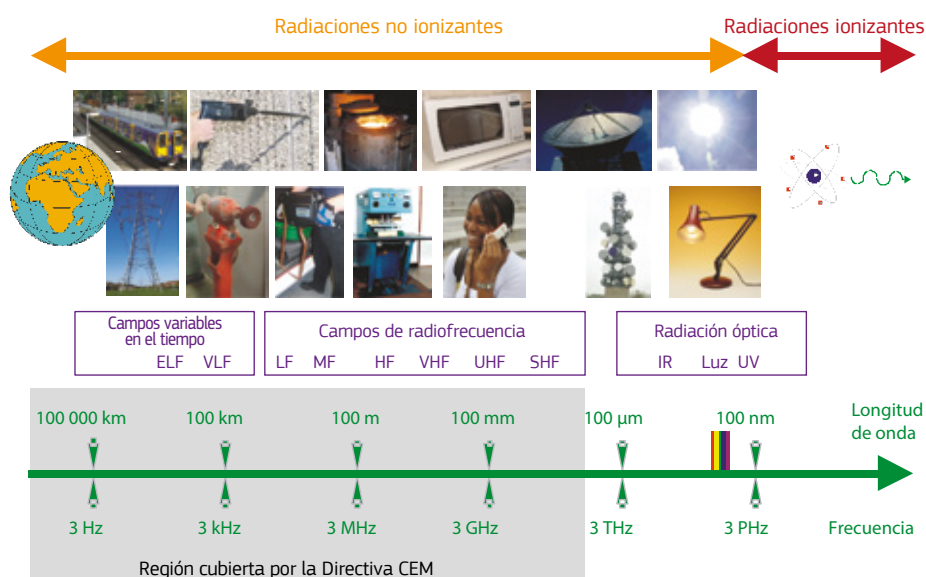 Radiaciones no ionizantes
Radiaciones ionizantes
Campos variables
en el tiempo
ELF VLF
Campos de radiofrecuencia
LF MF HF VHF UHF SHF
Radiación óptica
IR Luz UV
100 000 km 100 km 100 m 100 mm 100 µm 100 nm
Longitud
de onda
3 Hz 3 kHz 3 MHz 3 GHz 3 THz 3 PHz Frecuencia
Región cubierta por la Directiva CEM